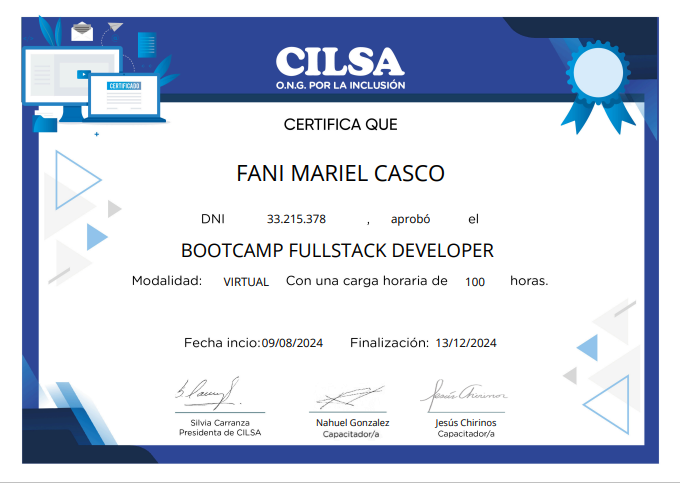 CERTIFICADO
CILSA
O.N.G. POR LA INCLUSIÓN
CERTIFICA QUE
FANI MARIEL CASCO
DNI 33.215.378 , aprobó el
BOOTCAMP FULLSTACK DEVELOPER
Modalidad: VIRTUAL Con una carga horaria de 100 horas.
Fecha incio:09/08/2024 Finalización: 13/12/2024
Jesús Chirinos
Silvia Carranza Nahuel Gonzalez Jesús Chirinos
Presidenta de CILSA Capacitador/a Capacitador/a